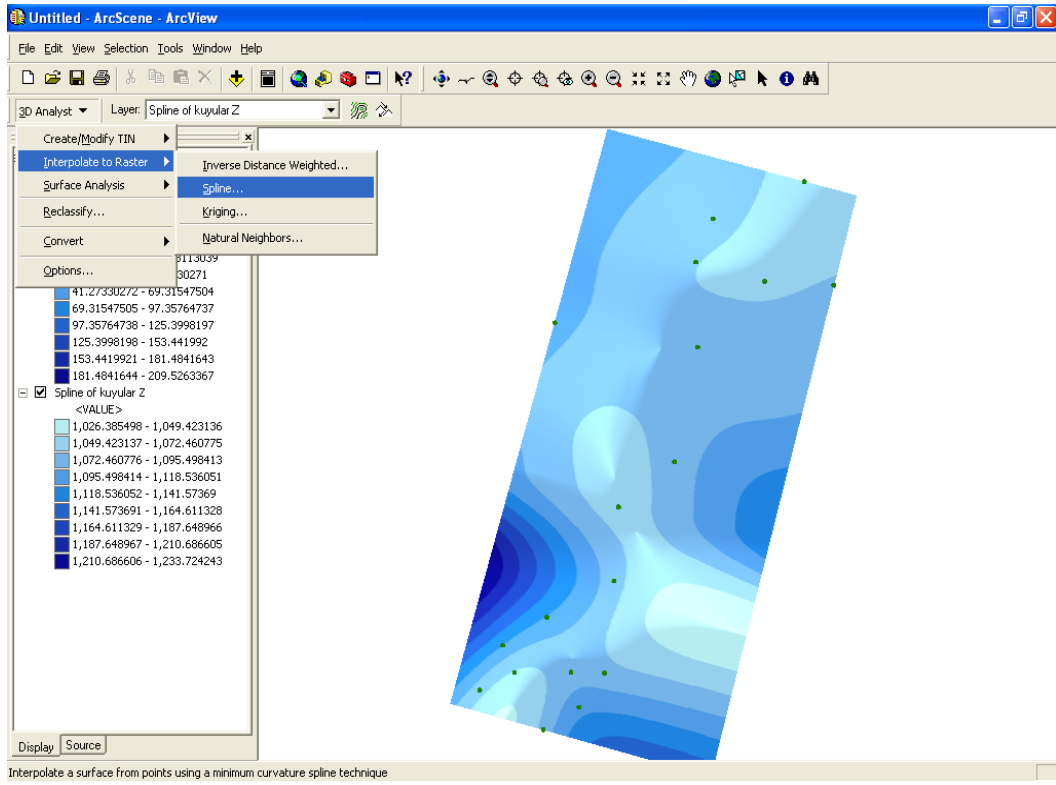 Untitled - ArcScene - ArcView
File Edit View Selection Tools Window Help
3D Analyst Layer: Spline of kuyular Z
Create/Modify TIN
Interpolate to Raster
Surface Analysis
Reclassify...
Convert
Options...
Inverse Distance Weighted...
Spline...
Kriging...
Natural Neighbors...
41.27330272 - 69.31547504
69.31547505 - 97.35764737
97.35764738 - 125.3998197
125.3998198 - 153.441992
153.4419921 - 181.4841643
181.4841644 - 209.5263367
Spline of kuyular Z
<VALUE>
1,026.385498 - 1,049.423136
1,049.423137 - 1,072.460775
1,072.460776 - 1,095.498413
1,095.498414 - 1,118.536051
1,118.536052 - 1,141.57369
1,141.573691 - 1,164.611328
1,164.611329 - 1,187.648966
1,187.648967 - 1,210.686605
1,210.686606 - 1,233.724243
Display Source
Interpolate a surface from points using a minimum curvature spline technique